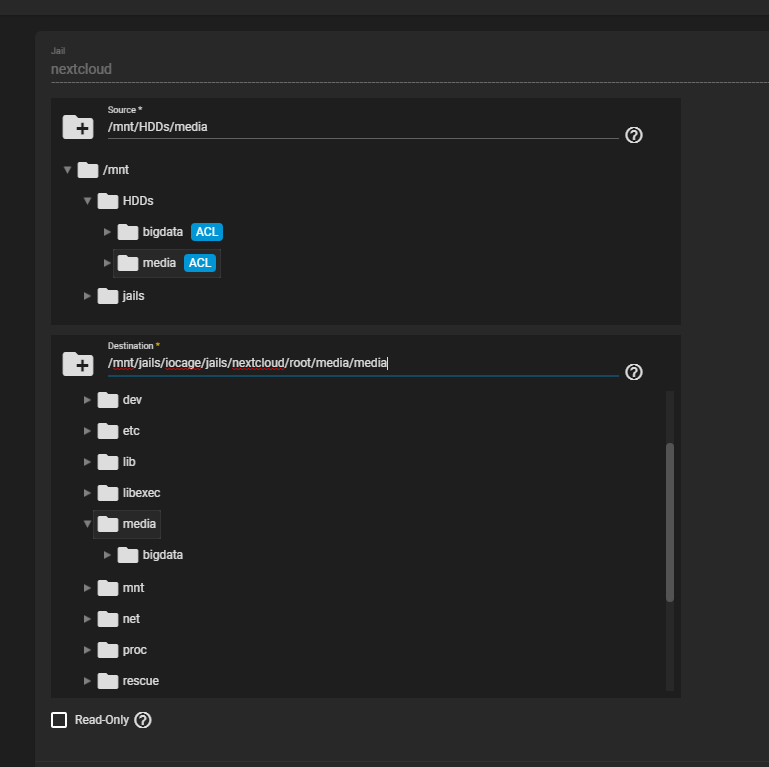 Jail
nextcloud
Source *
/mnt/HDDs/media
/mnt
HDDs
bigdata ACL
media ACL
jails
Destination *
/mnt/jails/iocage/jails/nextcloud/root/media/media
dev
etc
lib
libexec
media
bigdata
mnt
net
proc
rescue
Read-Only